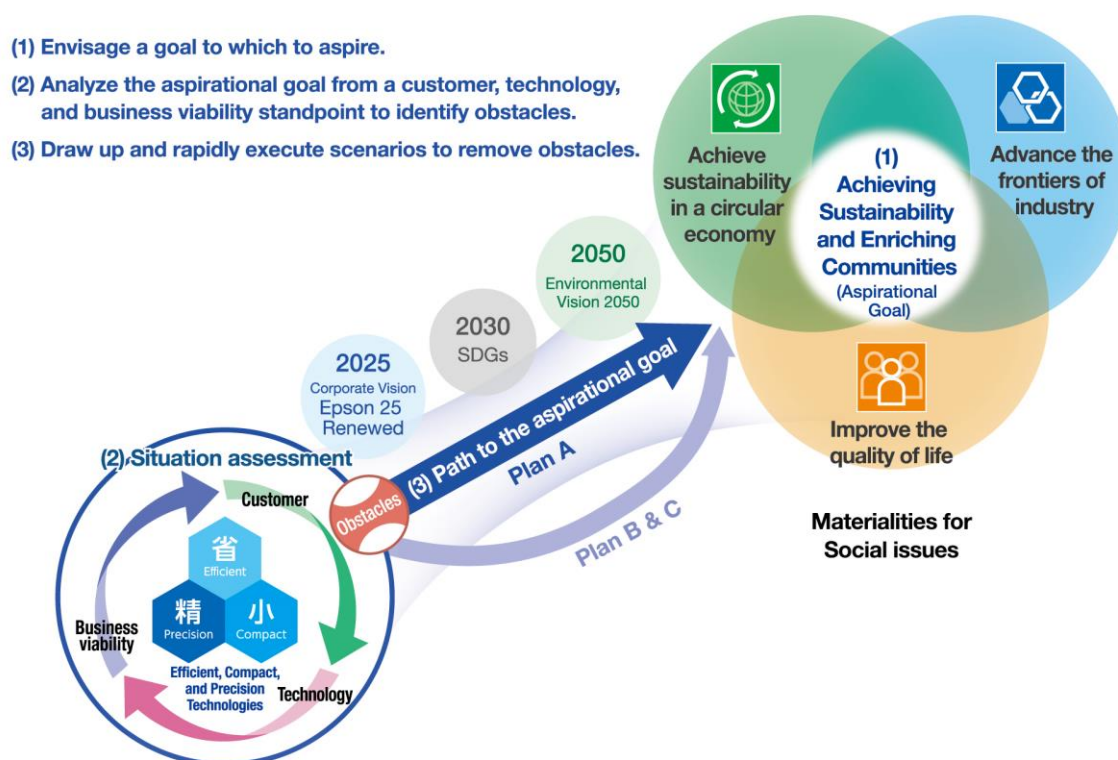 (1) Envisage a goal to which to aspire.
(2) Analyze the aspirational goal from a customer, technology,
and business viability standpoint to identify obstacles.
(3) Draw up and rapidly execute scenarios to remove obstacles.
Achieve
sustainability
in a circular
economy
(1)
Achieving
Sustainability
and Enriching
Communities
(Aspirational
Goal)
Advance the
frontiers of
industry
Improve the
quality of life
Materialities for
Social issues
2050
Environmental
Vision 2050
2030
SDGs
2025
Corporate Vision
Epson 25
Renewed
(3) Path to the aspirational goal
Plan A
Plan B & C
Obstacles
(2) Situation assessment
Customer
省
Efficient
精
Precision
小
Compact
Business
viability
Efficient, Compact,
and Precision
Technologies
Technology